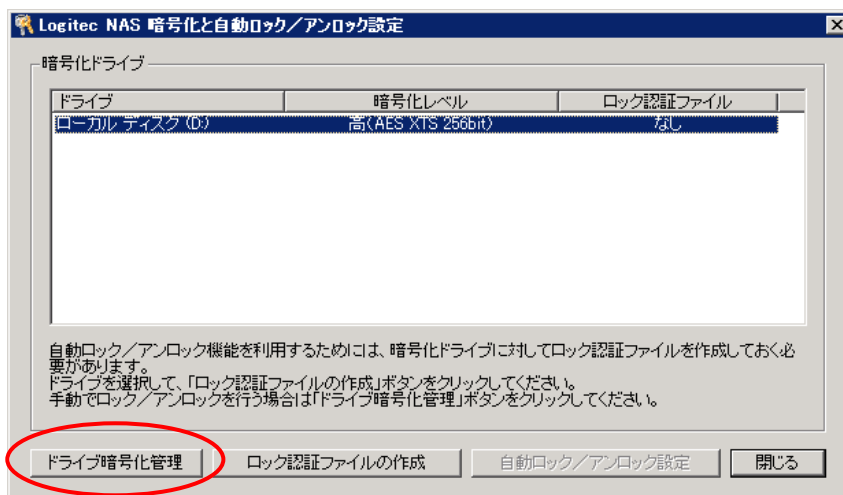 Logitec NAS 暗号化と自動ロック／アンロック設定
暗号化ドライブ
ドライブ 暗号化レベル ロック認証ファイル
ローカル ディスク (D:) 高(AES XTS 256bit) なし
自動ロック／アンロック機能を利用するためには、暗号化ドライブに対してロック認証ファイルを作成しておく必
要があります。
ドライブを選択して、「ロック認証ファイルの作成」ボタンをクリックしてください。
手動でロック／アンロックを行う場合は「ドライブ暗号化管理」ボタンをクリックしてください。
ドライブ暗号化管理 ロック認証ファイルの作成 自動ロック／アンロック設定 閉じる